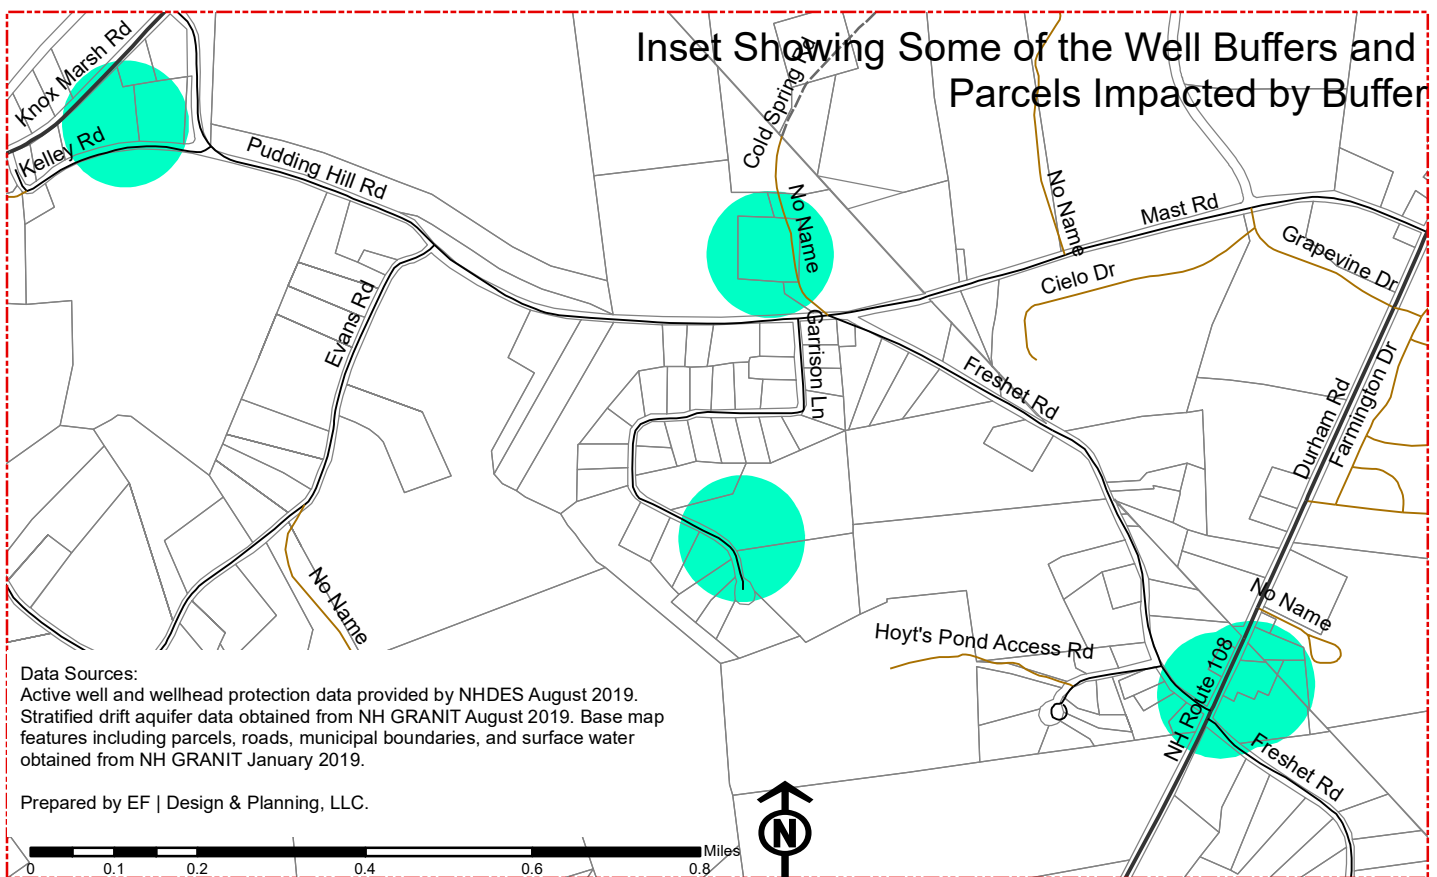 Inset Showing Some of the Well Buffers and
Parcels Impacted by Buffer
Knox Marsh Rd
Kelley Rd
Pudding Hill Rd
Cold Spring Rd
No Name
No Name
Mast Rd
Grapevine Dr
Cielo Dr
Evans Rd
Garrison Ln
Freshet Rd
Durham Rd
Farmington Dr
No Name
No Name
Hoyt's Pond Access Rd
NH Route 108
Freshet Rd
Data Sources:
Active well and wellhead protection data provided by NHDES August 2019.
Stratified drift aquifer data obtained from NH GRANIT August 2019. Base map
features including parcels, roads, municipal boundaries, and surface water
obtained from NH GRANIT January 2019.
Prepared by EF | Design & Planning, LLC.
Miles
0 0.1 0.2 0.4 0.6 0.8
N